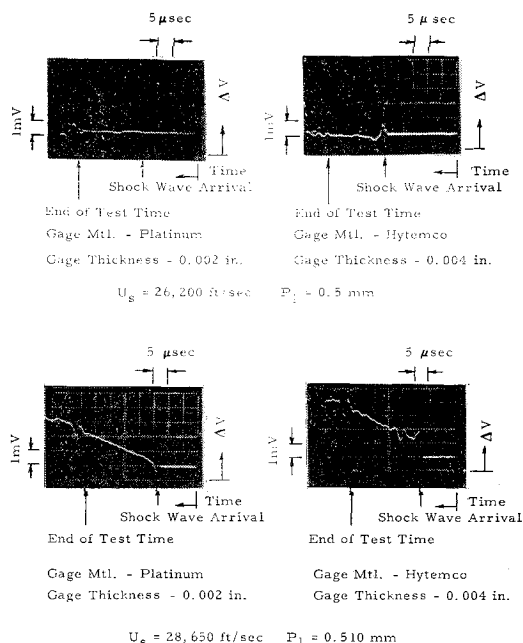 5 μsec
5 μsec
1mV
ΔV
1mV
ΔV
Time
Shock Wave Arrival
Time
Shock Wave Arrival
End of Test Time
Gage Mtl. - Platinum
Gage Thickness - 0.002 in.
End of Test Time
Gage Mtl. - Hytemco
Gage Thickness - 0.004 in.
U_s = 26,200 ft/sec P_1 = 0.5 mm
5 μsec
5 μsec
1mV
ΔV
1mV
ΔV
Time
Shock Wave Arrival
Time
Shock Wave Arrival
End of Test Time
End of Test Time
Gage Mtl. - Platinum
Gage Thickness - 0.002 in.
Gage Mtl. - Hytemco
Gage Thickness - 0.004 in.
U_s = 28,650 ft/sec P_1 = 0.510 mm